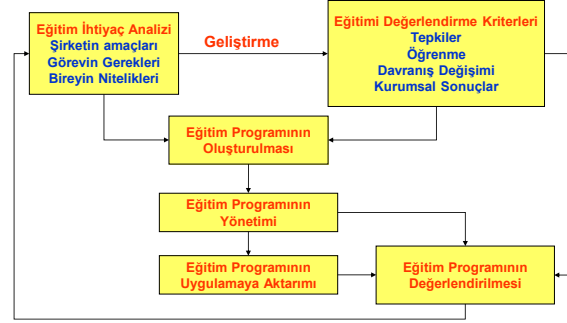 Eğitim İhtiyaç Analizi
Şirketin amaçları
Görevin Gerekleri
Bireyin Nitelikleri
Geliştirme
Eğitimi Değerlendirme Kriterleri
Tepkiler
Öğrenme
Davranış Değişimi
Kurumsal Sonuçlar
Eğitim Programının
Oluşturulması
Eğitim Programının
Yönetimi
Eğitim Programının
Uygulamaya Aktarımı
Eğitim Programının
Değerlendirilmesi